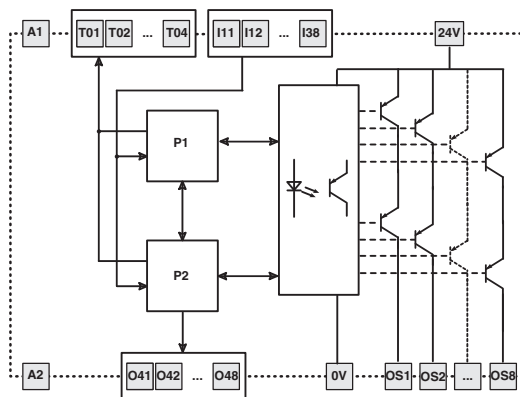 A1 T01 T02 ... T04 I11 I12 ... I38 24V
P1
P2
A2 O41 O42 ... O48 0V OS1 OS2 ... OS8